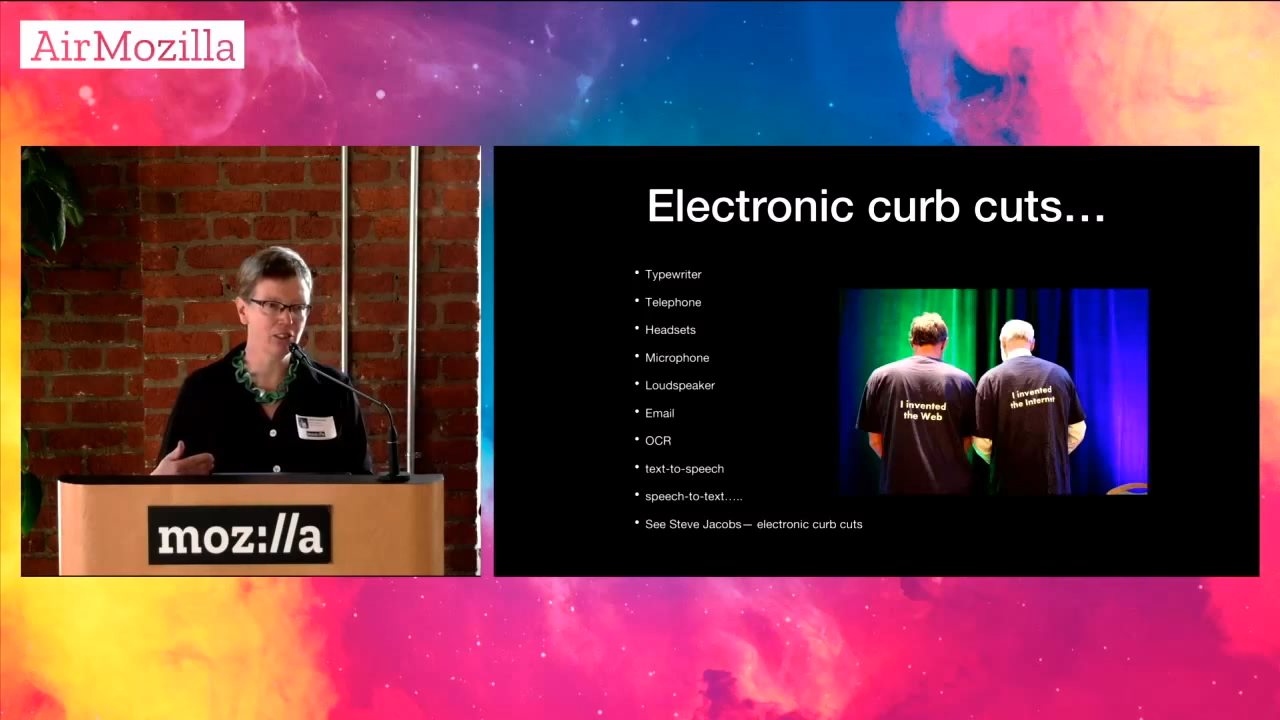 AirMozilla
moz://a
Electronic curb cuts…
• Typewriter
• Telephone
• Headsets
• Microphone
• Loudspeaker
• Email
• OCR
• text-to-speech
• speech-to-text…..
• See Steve Jacobs— electronic curb cuts
I invented
the Web
I invented
the Internet